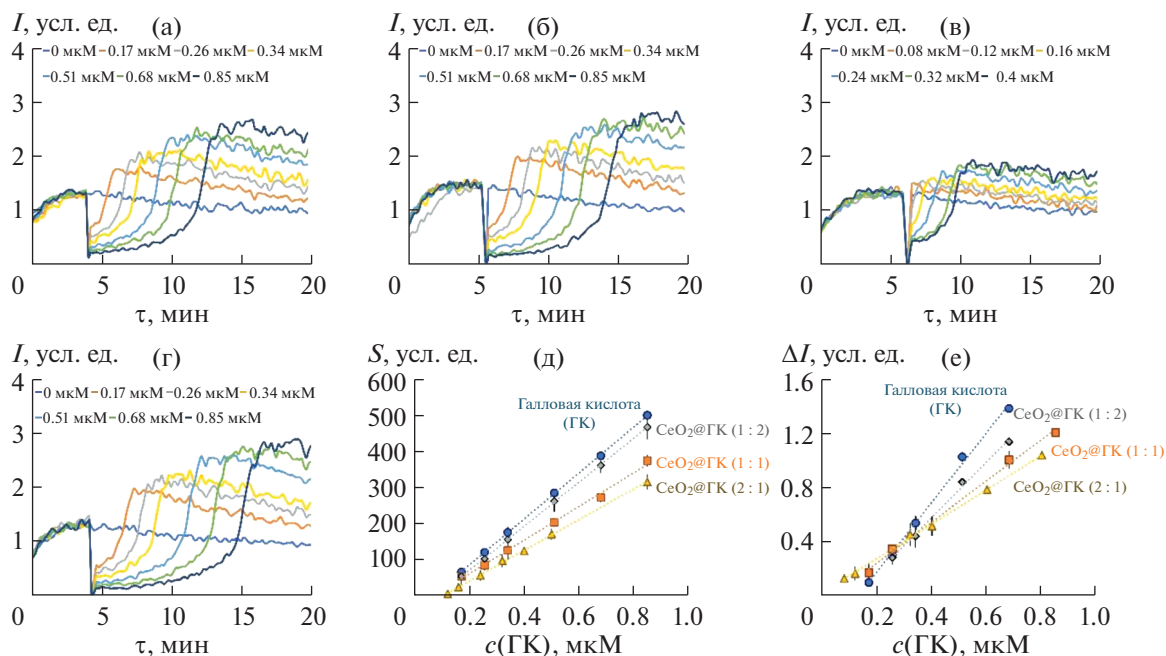 I, усл. ед. (а)
4
0 мкМ 0.17 мкМ 0.26 мкМ 0.34 мкМ
0.51 мкМ 0.68 мкМ 0.85 мкМ
3
2
1
0 5 10 15 20
τ, мин
I, усл. ед. (б)
4
0 мкМ 0.17 мкМ 0.26 мкМ 0.34 мкМ
0.51 мкМ 0.68 мкМ 0.85 мкМ
3
2
1
0 5 10 15 20
τ, мин
I, усл. ед. (в)
4
0 мкМ 0.08 мкМ 0.12 мкМ 0.16 мкМ
0.24 мкМ 0.32 мкМ 0.4 мкМ
3
2
1
0 5 10 15 20
τ, мин
I, усл. ед. (г)
4
0 мкМ 0.17 мкМ 0.26 мкМ 0.34 мкМ
0.51 мкМ 0.68 мкМ 0.85 мкМ
3
2
1
0 5 10 15 20
τ, мин
S, усл. ед. (д)
600
500
400
300
200
100
Галловая кислота
(ГК)
CeO₂@ГК (1 : 2)
CeO₂@ГК (1 : 1)
CeO₂@ГК (2 : 1)
0 0.2 0.4 0.6 0.8 1.0
c(ГК), мкМ
ΔI, усл. ед. (е)
1.6
1.2
0.8
0.4
Галловая кислота
(ГК)
CeO₂@ГК (1 : 2)
CeO₂@ГК (1 : 1)
CeO₂@ГК (2 : 1)
0 0.2 0.4 0.6 0.8 1.0
c(ГК), мкМ